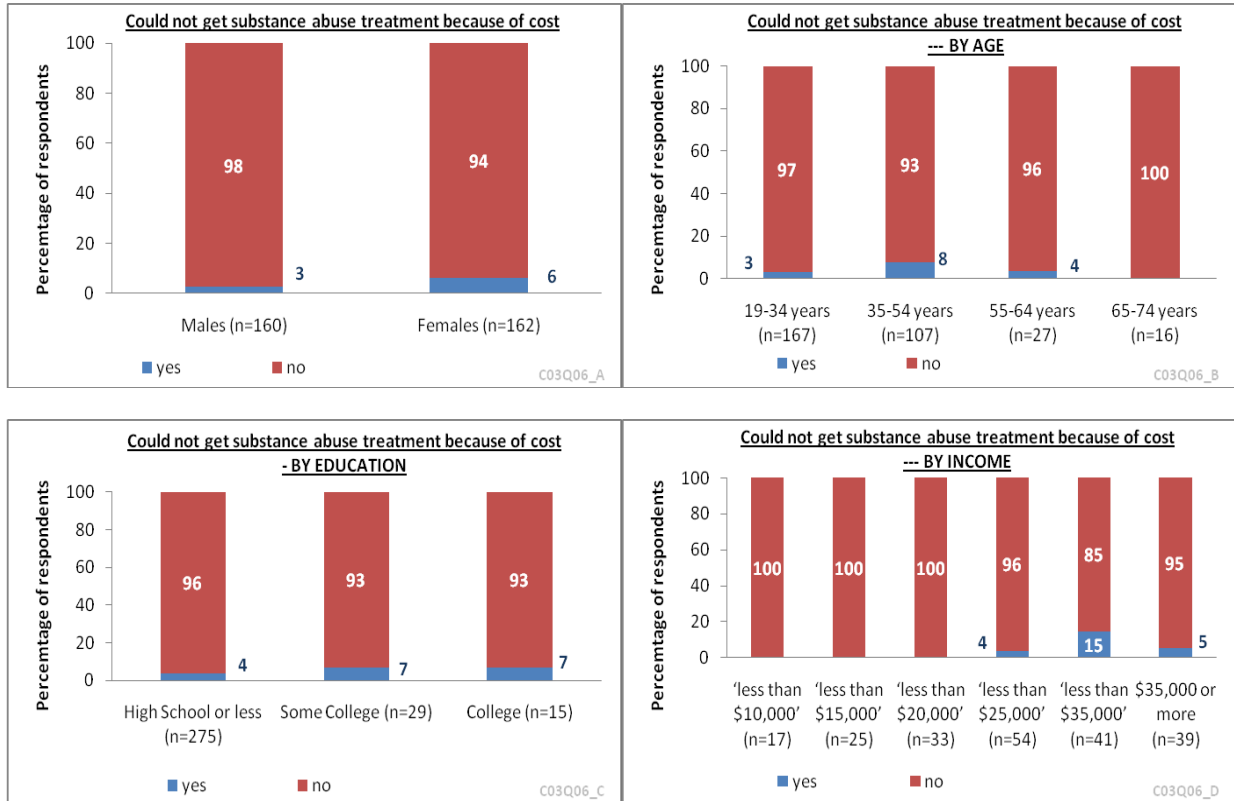 Could not get substance abuse treatment because of cost
Percemtage of respondents
100
80
60
40
20
0
98
94
3
6
Males (n=160)
Females (n=162)
yes
no
C03Q06_A
Could not get substance abuse treatment because of cost
--- BY AGE
Percemtage of respondents
100
80
60
40
20
0
97
93
96
100
3
8
4
19-34 years
(n=167)
35-54 years
(n=107)
55-64 years
(n=27)
65-74 years
(n=16)
yes
no
C03Q06_B
Could not get substance abuse treatment because of cost
- BY EDUCATION
Percemtage of respondents
100
80
60
40
20
0
96
93
93
4
7
7
High School or less
(n=275)
Some College (n=29)
College (n=15)
yes
no
C03Q06_C
Could not get substance abuse treatment because of cost
--- BY INCOME
Percemtage of respondents
100
80
60
40
20
0
100
100
100
96
85
95
4
15
5
‘less than
$10,000’
(n=17)
‘less than
$15,000’
(n=25)
‘less than
$20,000’
(n=33)
‘less than
$25,000’
(n=54)
‘less than
$35,000’
(n=41)
$35,000 or
more
(n=39)
yes
no
C03Q06_D